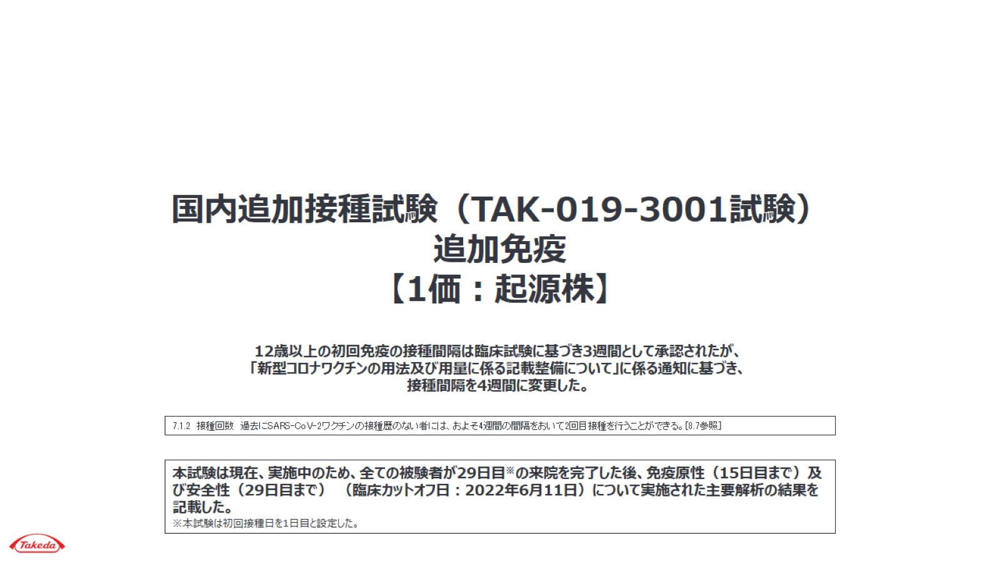 国内追加接種試験（TAK-019-3001試験）
追加免疫
【1価：起源株】
12歳以上の初回免疫の接種間隔は臨床試験に基づき3週間として承認されたが、
「新型コロナワクチンの用法及び用量に係る記載整備について」に係る通知に基づき、
接種間隔を4週間に変更した。
7.1.2 接種回数 過去にSARS-CoV-2ワクチンの接種歴のない者には、およそ4週間の間隔をおいて2回目接種を行うことができる。[8.7参照]
本試験は現在、実施中のため、全ての被験者が29日目※の来院を完了した後、免疫原性（15日目まで）及
び安全性（29日目まで）（臨床カットオフ日：2022年6月11日）について実施された主要解析の結果を
記載した。
※本試験は初回接種日を1日目と設定した。
Takeda